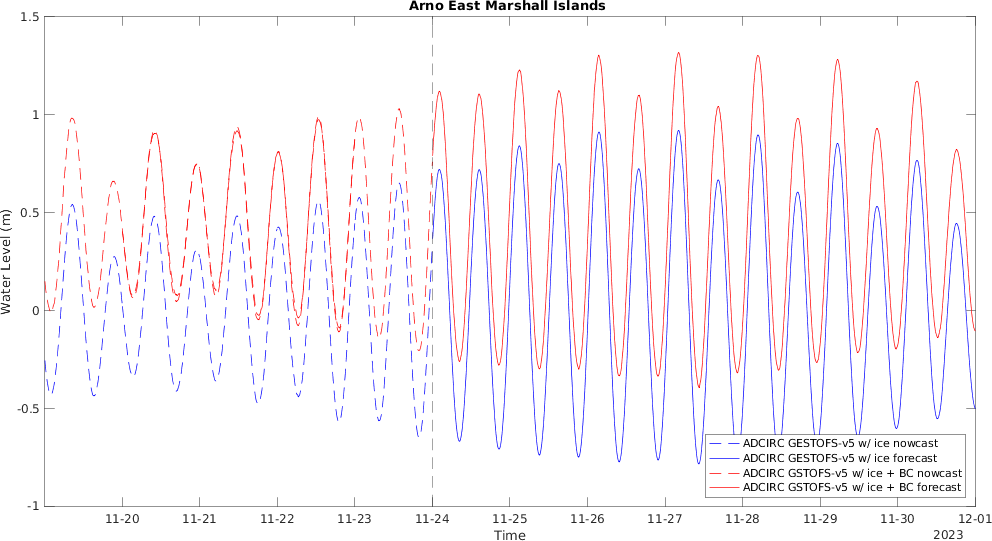 Arno East Marshall Islands
1.5
1
0.5
0
-0.5
-1
Water Level (m)
ADCIRC GESTOFS-v5 w/ ice nowcast
ADCIRC GESTOFS-v5 w/ ice forecast
ADCIRC GSTOFS-v5 w/ ice + BC nowcast
ADCIRC GSTOFS-v5 w/ ice + BC forecast
11-20 11-21 11-22 11-23 11-24 11-25 11-26 11-27 11-28 11-29 11-30 12-01
Time
2023